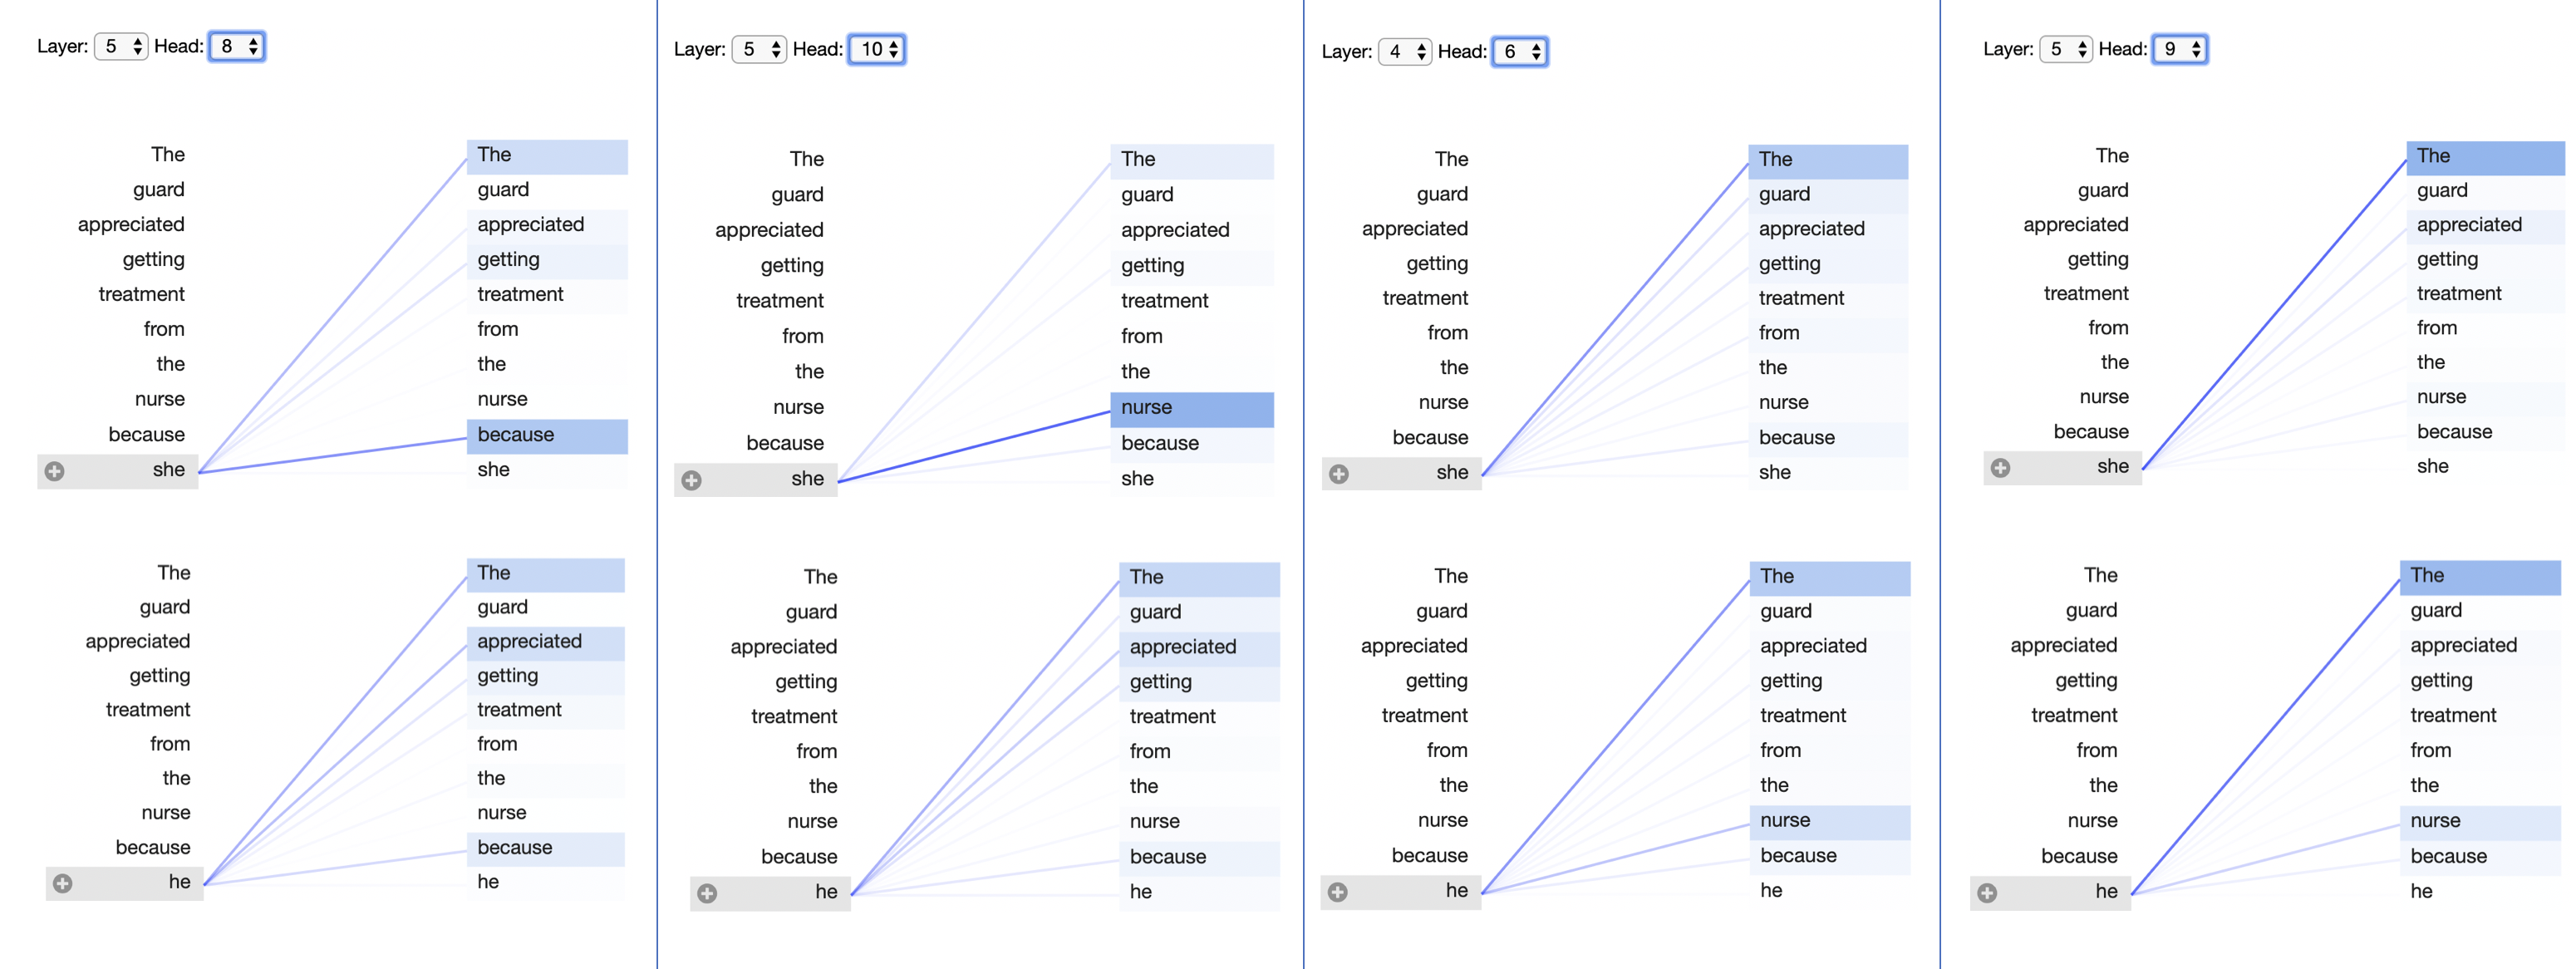 Layer: 5 Head: 8
The The
guard guard
appreciated appreciated
getting getting
treatment treatment
from from
the the
nurse nurse
because because
she she
The The
guard guard
appreciated appreciated
getting getting
treatment treatment
from from
the the
nurse nurse
because because
he he
Layer: 5 Head: 10
The The
guard guard
appreciated appreciated
getting getting
treatment treatment
from from
the the
nurse nurse
because because
she she
The The
guard guard
appreciated appreciated
getting getting
treatment treatment
from from
the the
nurse nurse
because because
he he
Layer: 4 Head: 6
The The
guard guard
appreciated appreciated
getting getting
treatment treatment
from from
the the
nurse nurse
because because
she she
The The
guard guard
appreciated appreciated
getting getting
treatment treatment
from from
the the
nurse nurse
because because
he he
Layer: 5 Head: 9
The The
guard guard
appreciated appreciated
getting getting
treatment treatment
from from
the the
nurse nurse
because because
she she
The The
guard guard
appreciated appreciated
getting getting
treatment treatment
from from
the the
nurse nurse
because because
he he